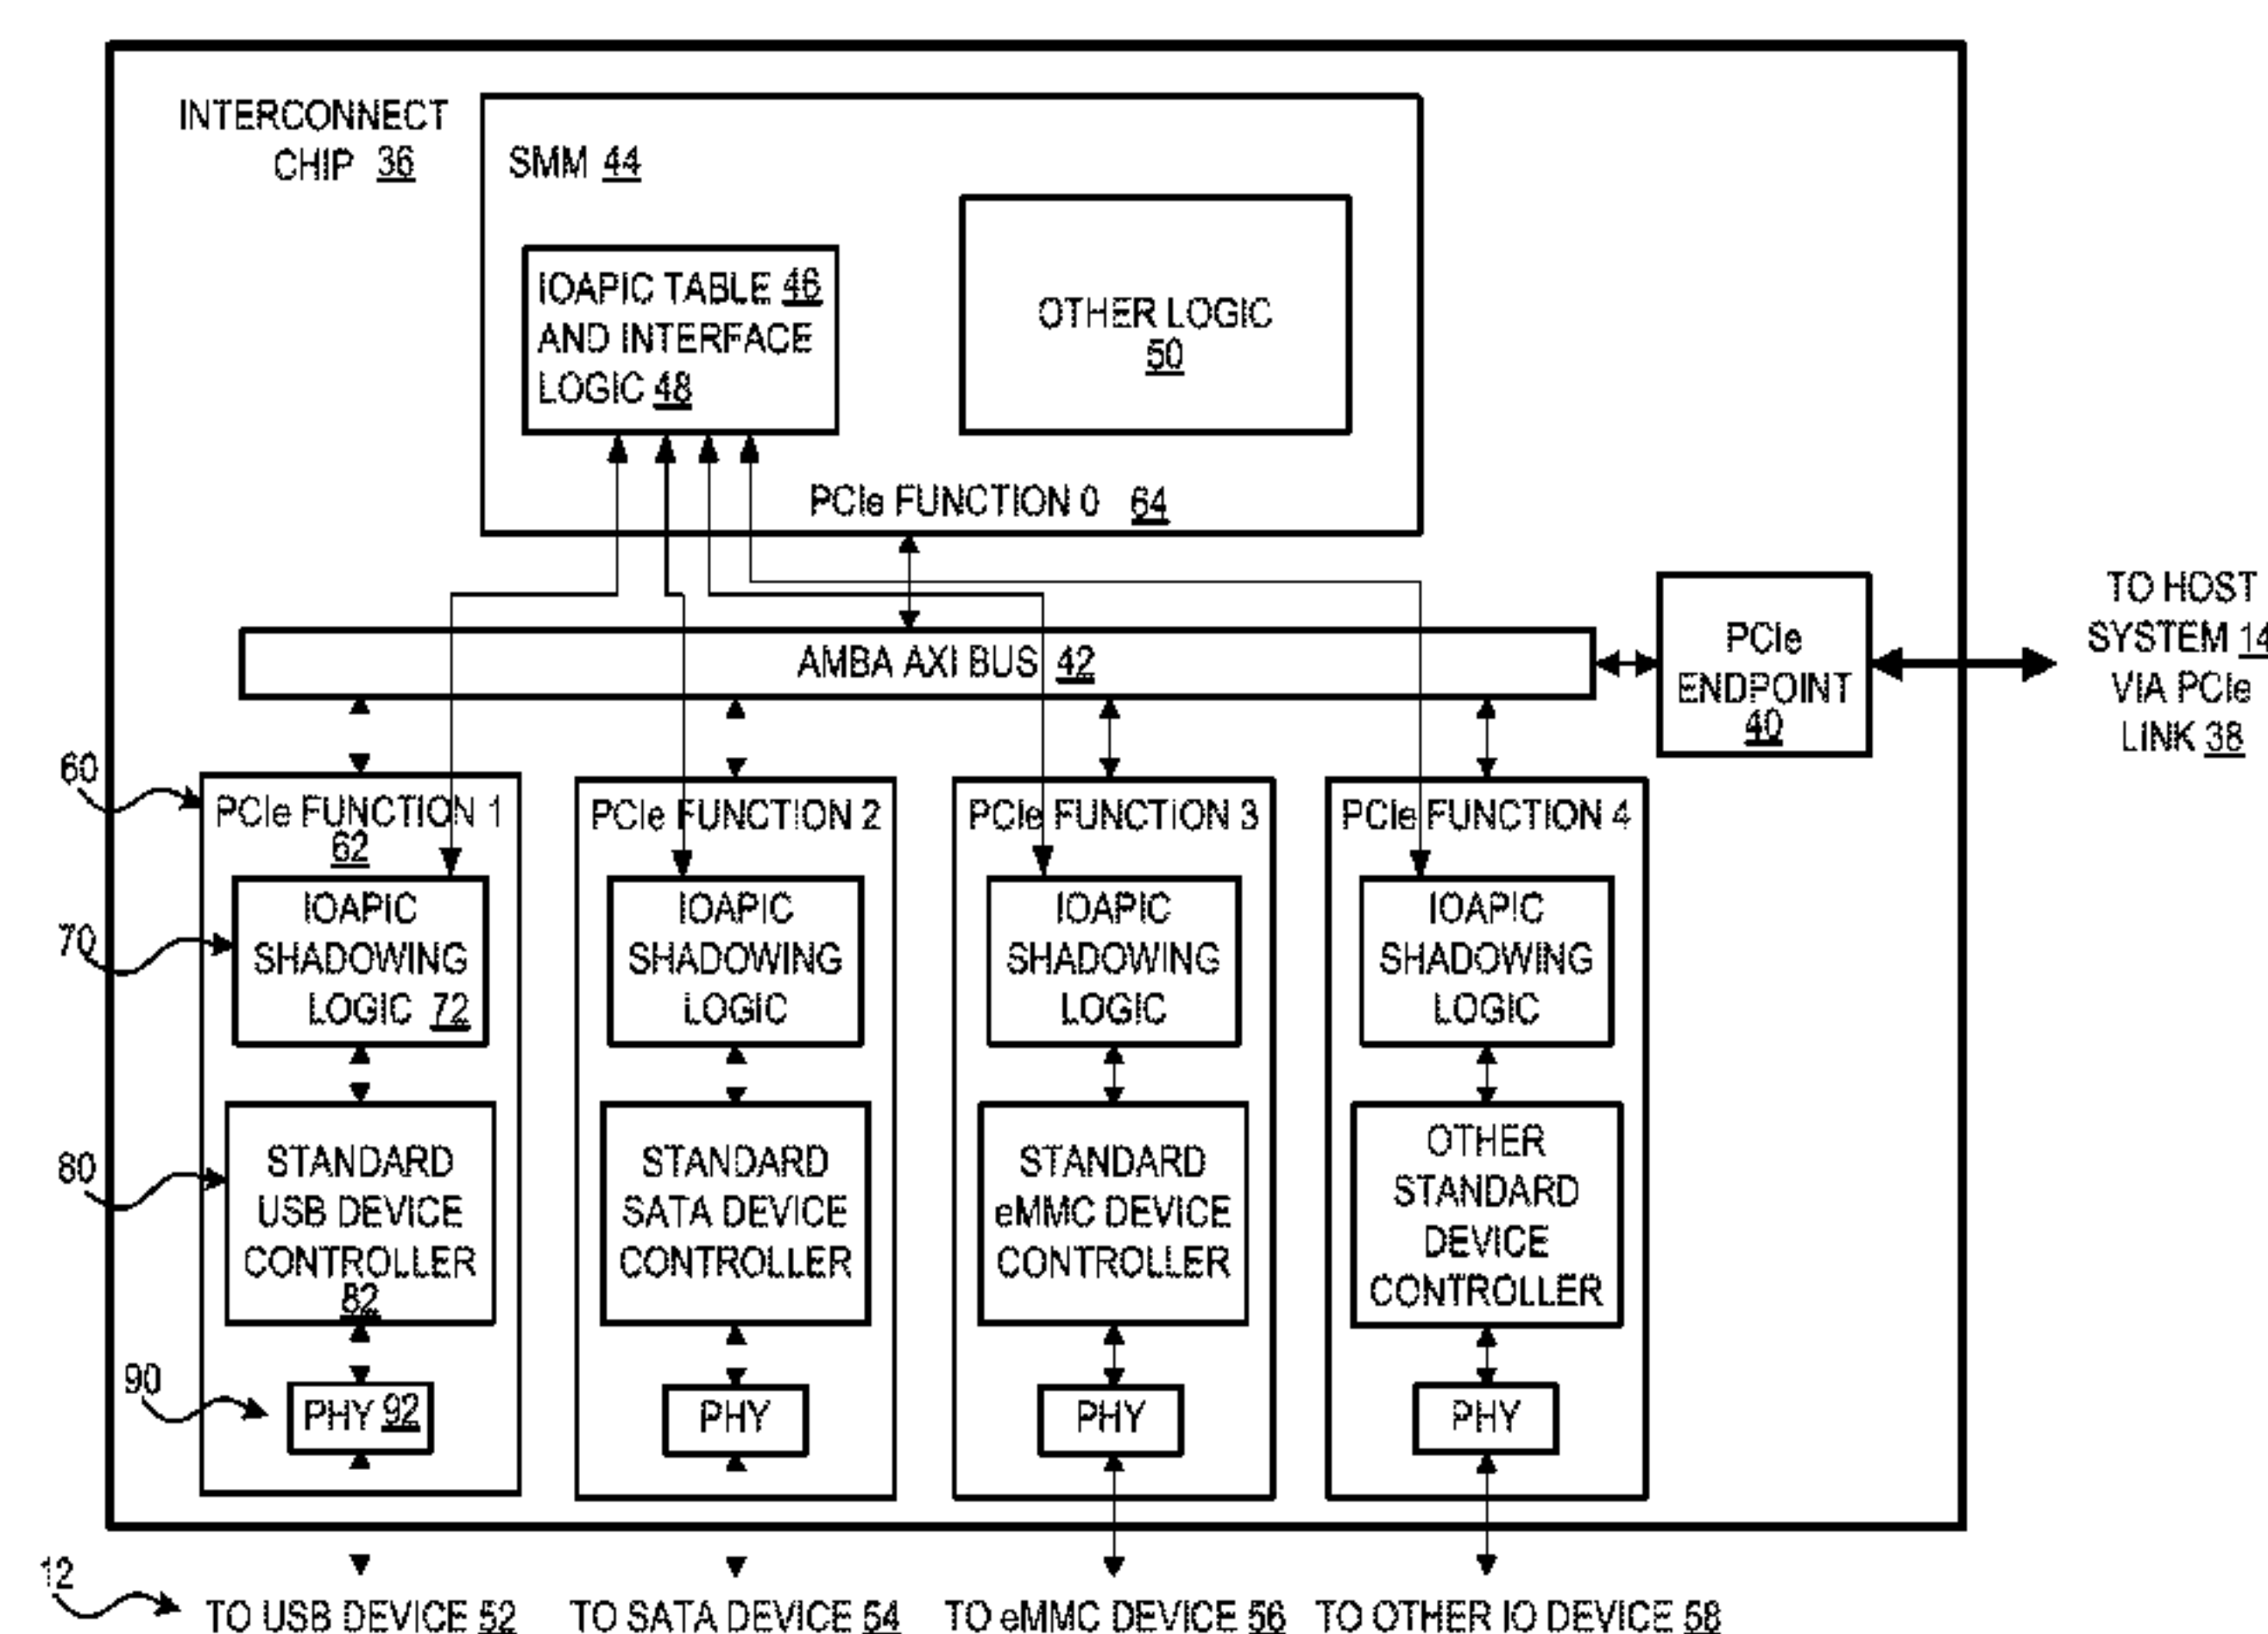 INTERCONNECT
CHIP 36
SMM 44
IOAPIC TABLE 46
AND INTERFACE
LOGIC 48
OTHER LOGIC
50
PCIe FUNCTION 0 64
AMBA AXI BUS 42
PCIe
ENDPOINT
40
TO HOST
SYSTEM 14
VIA PCIe
LINK 38
60
PCIe FUNCTION 1
62
PCIe FUNCTION 2
PCIe FUNCTION 3
PCIe FUNCTION 4
70
IOAPIC
SHADOWING
LOGIC 72
IOAPIC
SHADOWING
LOGIC
IOAPIC
SHADOWING
LOGIC
IOAPIC
SHADOWING
LOGIC
80
STANDARD
USB DEVICE
CONTROLLER
82
STANDARD
SATA DEVICE
CONTROLLER
STANDARD
eMMC DEVICE
CONTROLLER
OTHER
STANDARD
DEVICE
CONTROLLER
90
PHY 92
PHY
PHY
PHY
12
TO USB DEVICE 52
TO SATA DEVICE 54
TO eMMC DEVICE 56
TO OTHER IO DEVICE 58